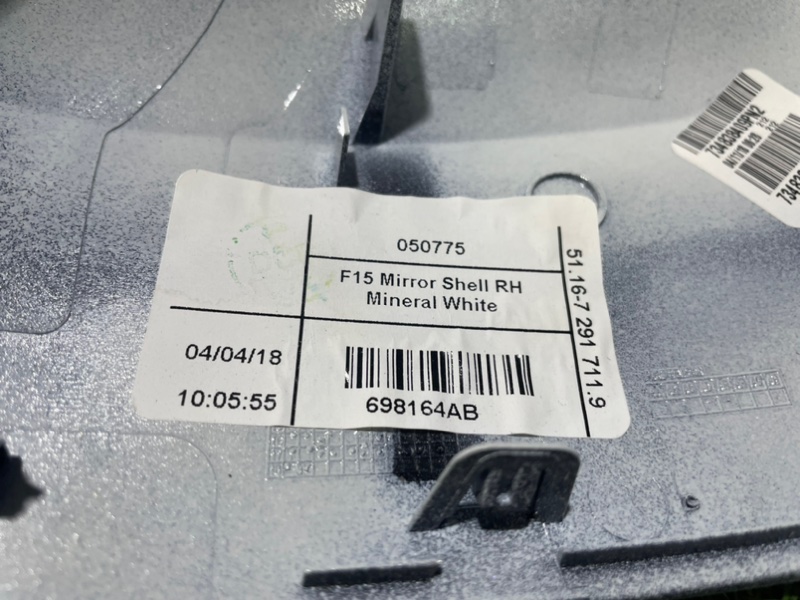 050775
F15 Mirror Shell RH
Mineral White
04/04/18
10:05:55
698164AB
51.16-7 291 711.9